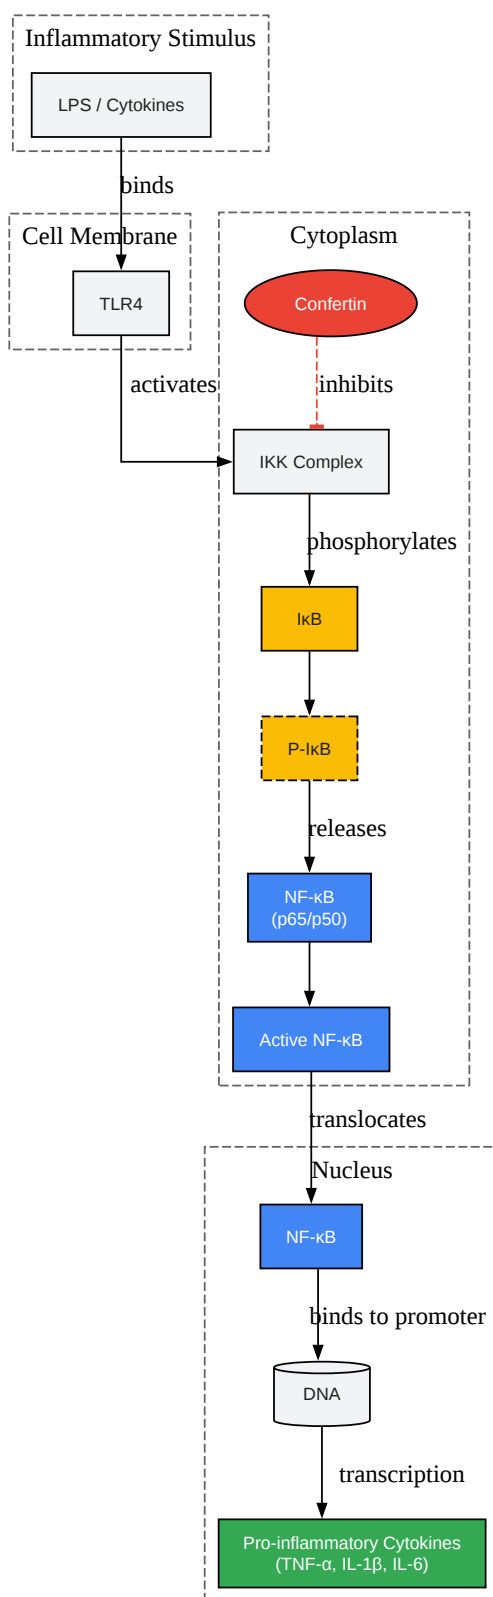 Inflammatory Stimulus
LPS / Cytokines
binds
Cell Membrane
TLR4
activates
Cytoplasm
Confertin
inhibits
IKK Complex
phosphorylates
IκB
P-IκB
releases
NF-κB
(p65/p50)
Active NF-κB
translocates
Nucleus
NF-κB
binds to promoter
DNA
transcription
Pro-inflammatory Cytokines
(TNF-α, IL-1β, IL-6)